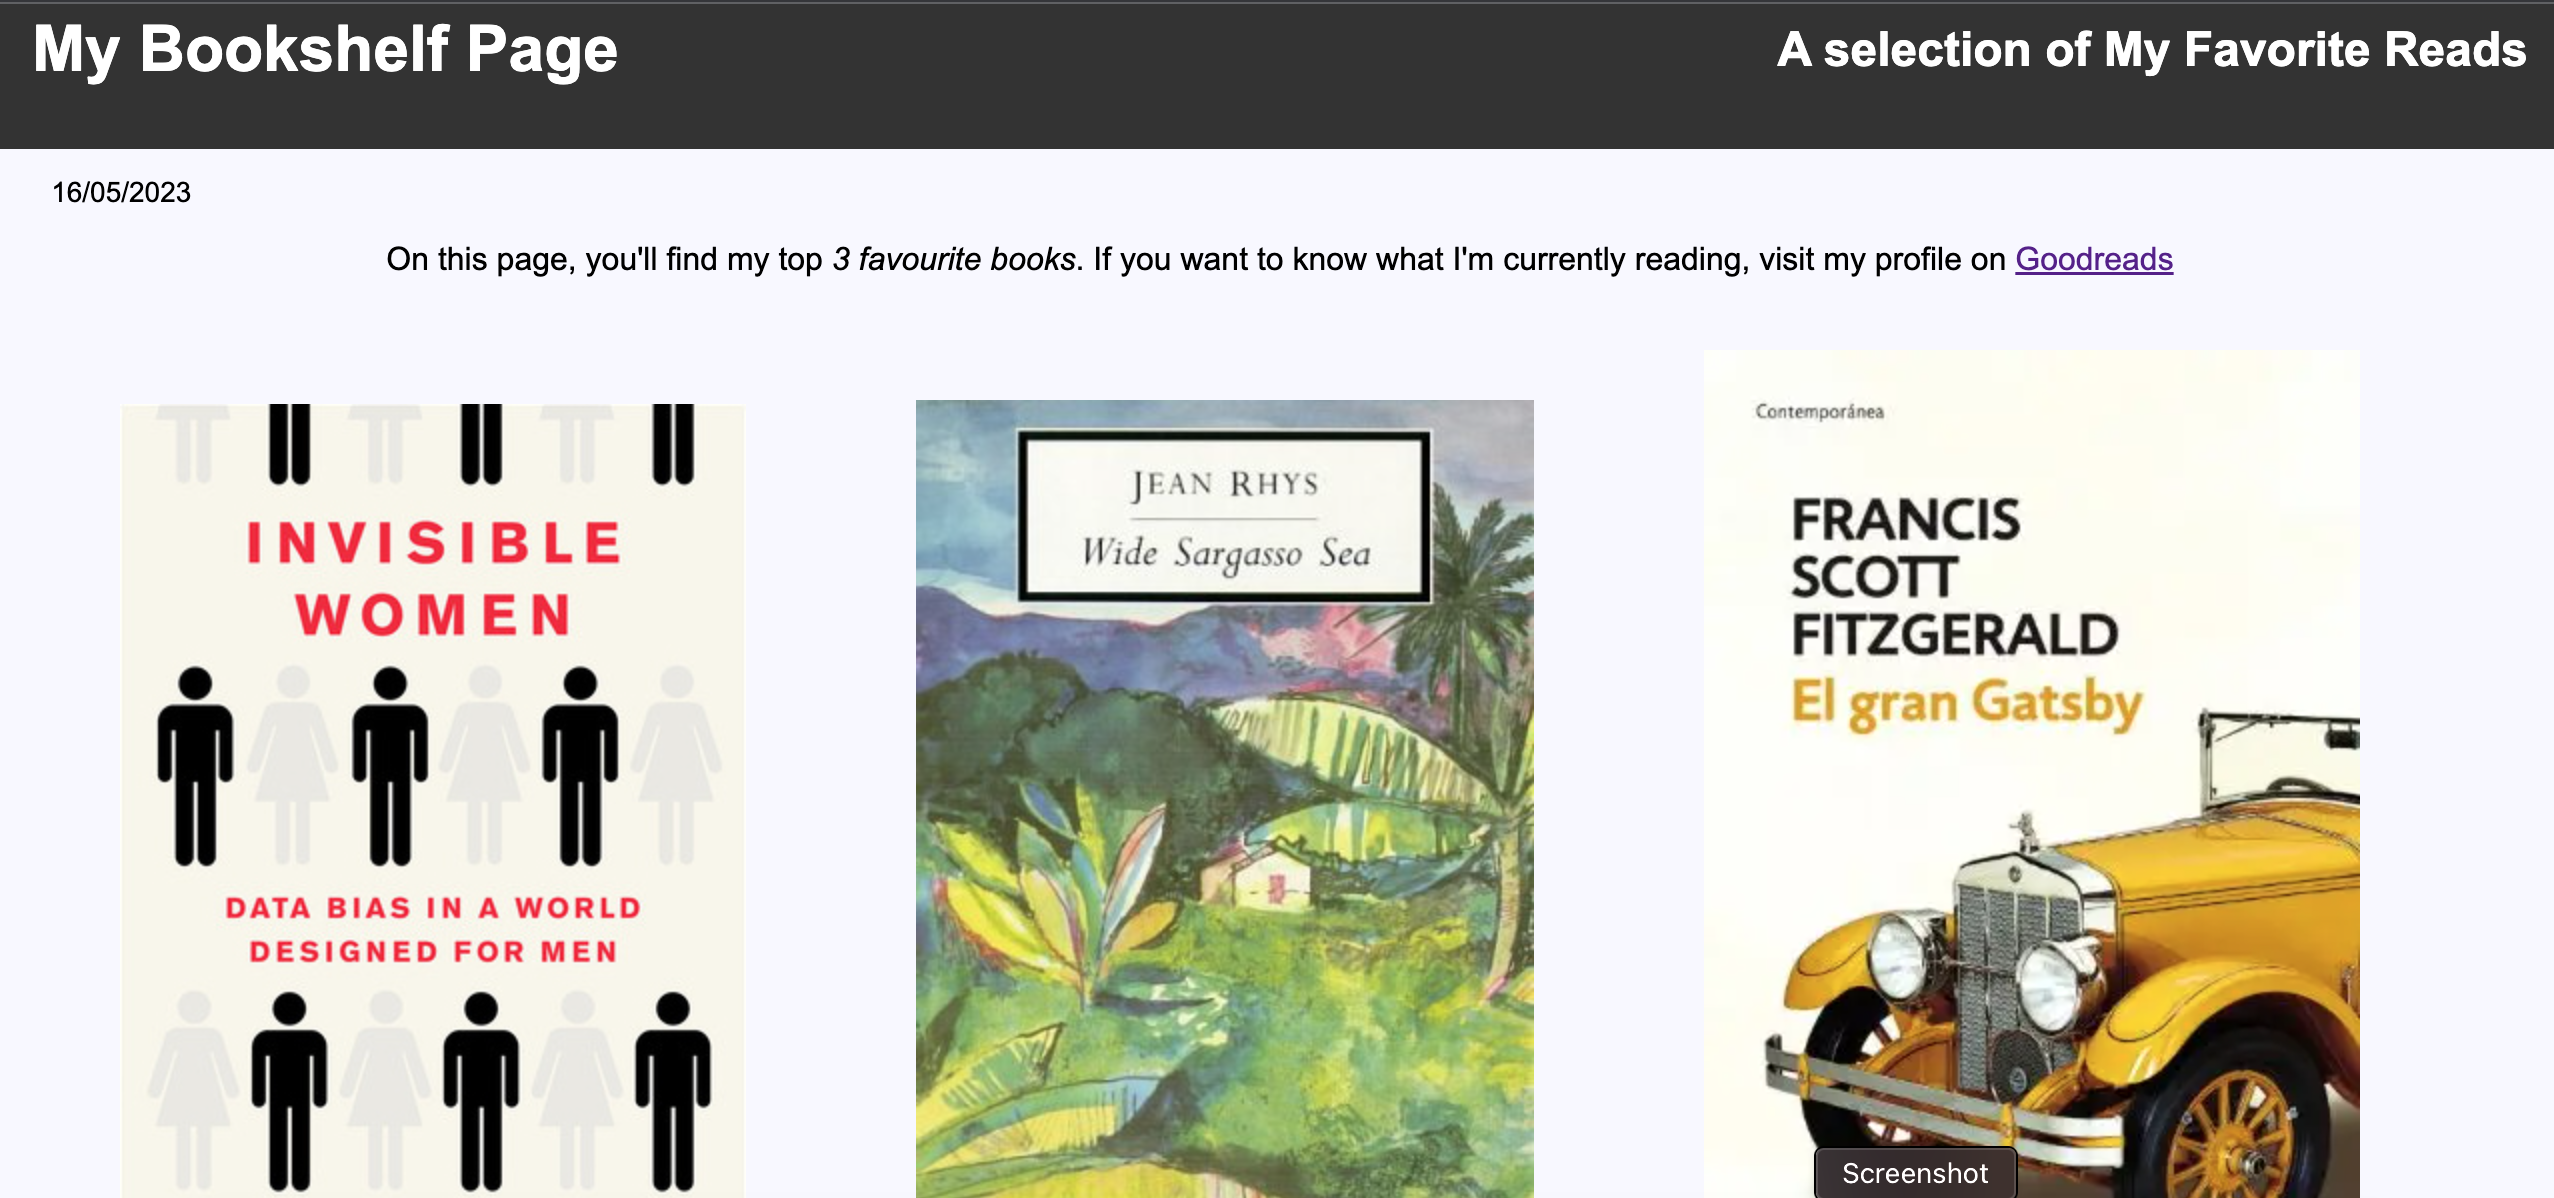 My Bookshelf Page
A selection of My Favorite Reads
16/05/2023
On this page, you'll find my top 3 favourite books. If you want to know what I'm currently reading, visit my profile on Goodreads
INVISIBLE
WOMEN
DATA BIAS IN A WORLD
DESIGNED FOR MEN
JEAN RHYS
Wide Sargasso Sea
Contemporánea
FRANCIS
SCOTT
FITZGERALD
El gran Gatsby
Screenshot